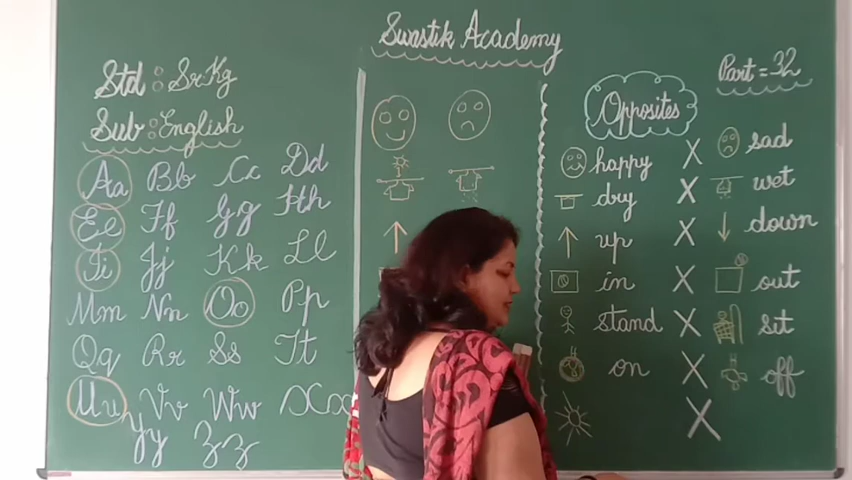 Swastik Academy
Std : Sr Kg
Sub : English
Part = 32
Aa Bb Cc Dd
Ee Ff Gg Hh
Ii Jj Kk Ll
Mm Nn Oo Pp
Qq Rr Ss Tt
Uu Vv Ww Xx
Yy Zz
Opposites
happy X sad
dry X wet
up X down
in X out
stand X sit
on X off
X